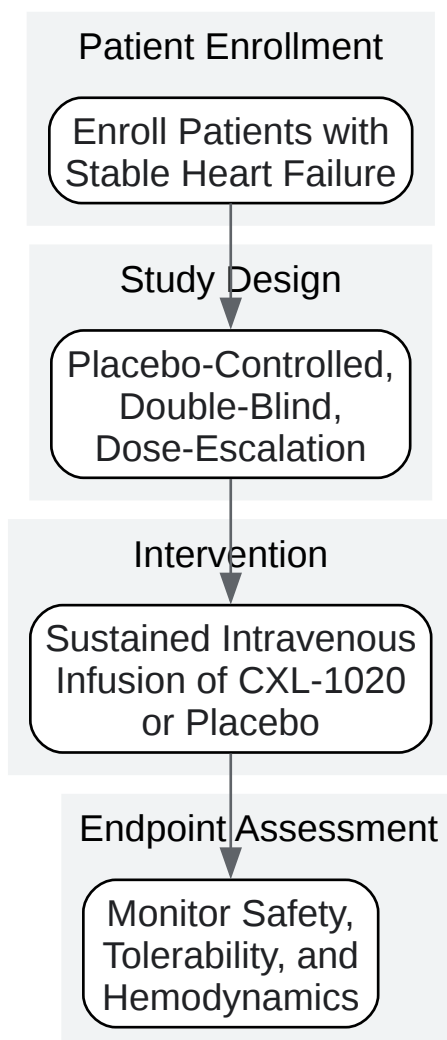 Patient Enrollment
Enroll Patients with
Stable Heart Failure
Study Design
Placebo-Controlled,
Double-Blind,
Dose-Escalation
Intervention
Sustained Intravenous
Infusion of CXL-1020
or Placebo
Endpoint Assessment
Monitor Safety,
Tolerability, and
Hemodynamics